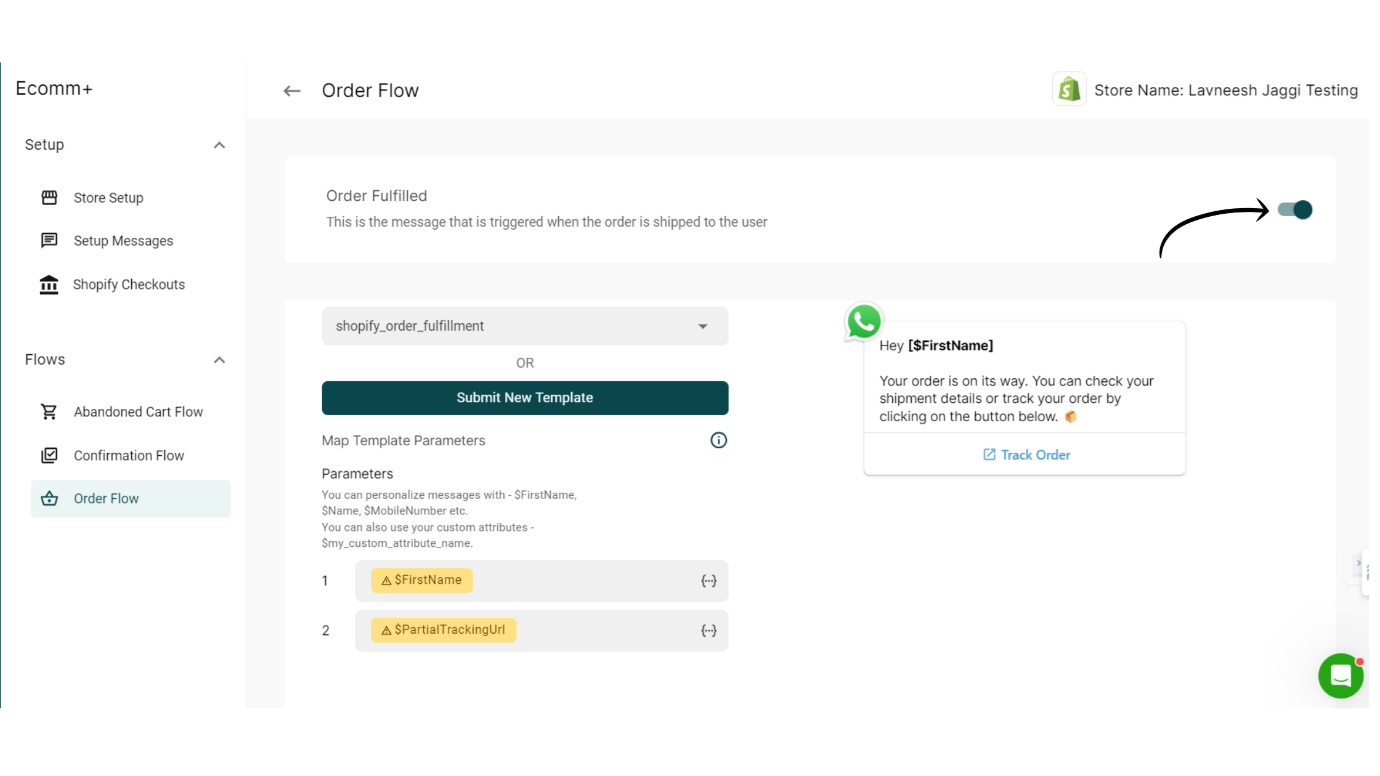 Ecomm+
Setup
Store Setup
Setup Messages
Shopify Checkouts
Flows
Abandoned Cart Flow
Confirmation Flow
Order Flow
Order Flow
Store Name: Lavneesh Jaggi Testing
Order Fulfilled
This is the message that is triggered when the order is shipped to the user
shopify_order_fulfillment
OR
Submit New Template
Map Template Parameters
Parameters
You can personalize messages with - $FirstName,
$Name, $MobileNumber etc.
You can also use your custom attributes -
$my_custom_attribute_name.
1 $FirstName {··}
2 $PartialTrackingUrl {··}
Hey [$FirstName]
Your order is on its way. You can check your
shipment details or track your order by
clicking on the button below. 📦
Track Order